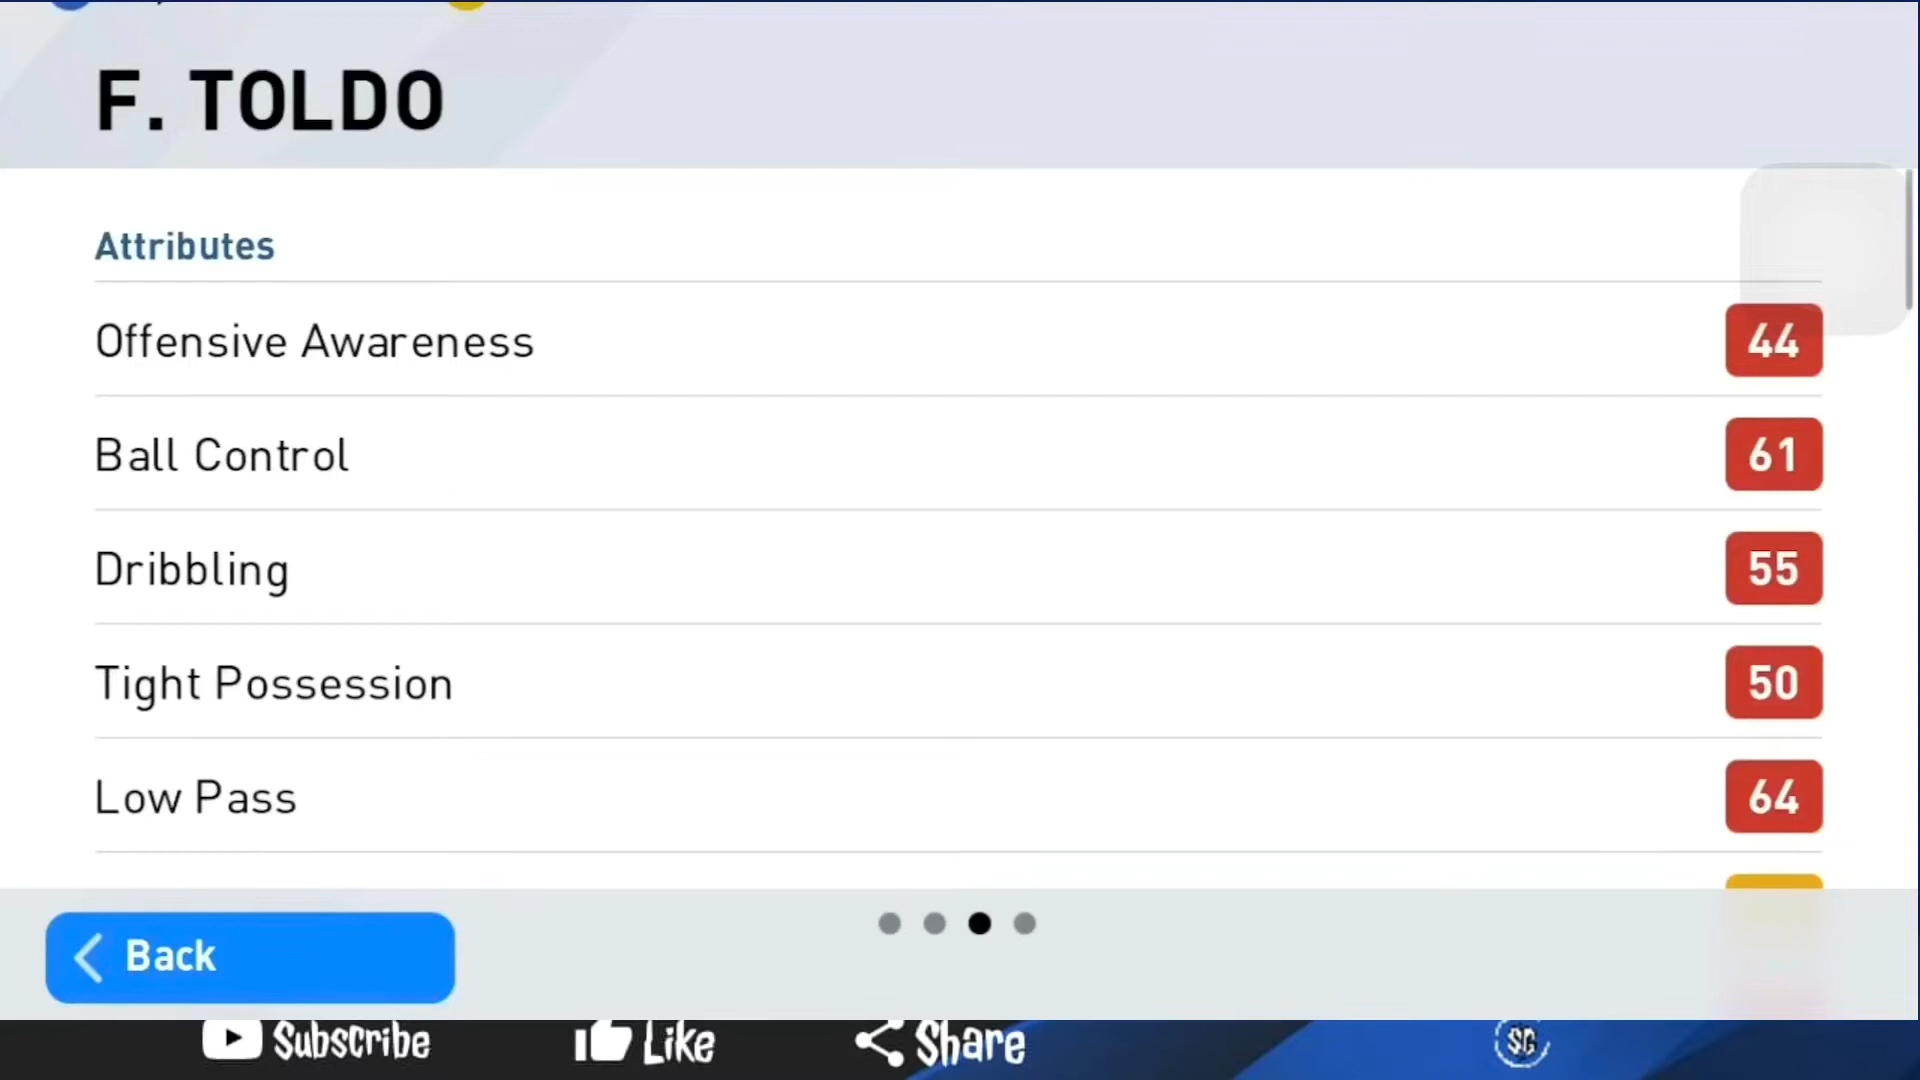 F. TOLDO
Attributes
Offensive Awareness 44
Ball Control 61
Dribbling 55
Tight Possession 50
Low Pass 64
Back
Subscribe Like Share SG